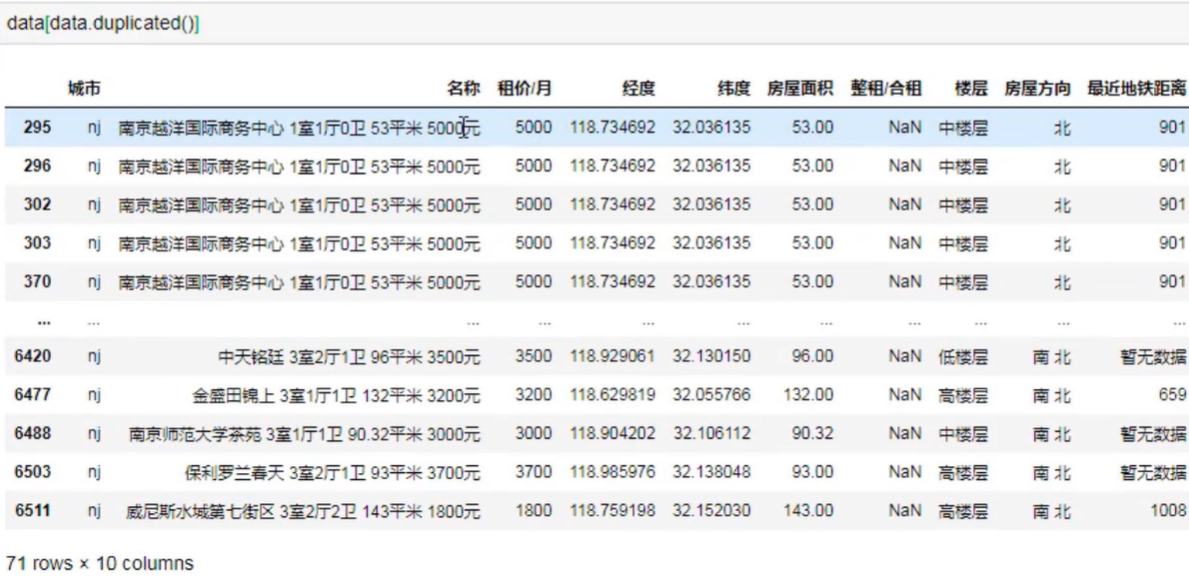 data[data.duplicated()]
城市 名称 租价/月 经度 纬度 房屋面积 整租/合租 楼层 房屋方向 最近地铁距离
295 nj 南京越洋国际商务中心 1室1厅0卫 53平米 5000元 5000 118.734692 32.036135 53.00 NaN 中楼层 北 901
296 nj 南京越洋国际商务中心 1室1厅0卫 53平米 5000元 5000 118.734692 32.036135 53.00 NaN 中楼层 北 901
302 nj 南京越洋国际商务中心 1室1厅0卫 53平米 5000元 5000 118.734692 32.036135 53.00 NaN 中楼层 北 901
303 nj 南京越洋国际商务中心 1室1厅0卫 53平米 5000元 5000 118.734692 32.036135 53.00 NaN 中楼层 北 901
370 nj 南京越洋国际商务中心 1室1厅0卫 53平米 5000元 5000 118.734692 32.036135 53.00 NaN 中楼层 北 901
... ... ... ... ... ... ... ... ... ... ...
6420 nj 中天铭廷 3室2厅1卫 96平米 3500元 3500 118.929061 32.130150 96.00 NaN 低楼层 南 北 暂无数据
6477 nj 金盛田锦上 3室1厅1卫 132平米 3200元 3200 118.629819 32.055766 132.00 NaN 高楼层 南 北 659
6488 nj 南京师范大学茶苑 3室1厅1卫 90.32平米 3000元 3000 118.904202 32.106112 90.32 NaN 中楼层 南 北 暂无数据
6503 nj 保利罗兰春天 3室2厅1卫 93平米 3700元 3700 118.985976 32.138048 93.00 NaN 高楼层 南 北 暂无数据
6511 nj 威尼斯水城第七街区 3室2厅2卫 143平米 1800元 1800 118.759198 32.152030 143.00 NaN 高楼层 南 北 1008
71 rows × 10 columns